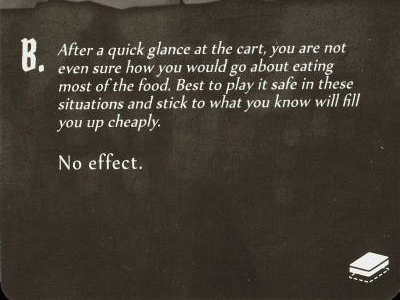 B. After a quick glance at the cart, you are not
even sure how you would go about eating
most of the food. Best to play it safe in these
situations and stick to what you know will fill
you up cheaply.
No effect.